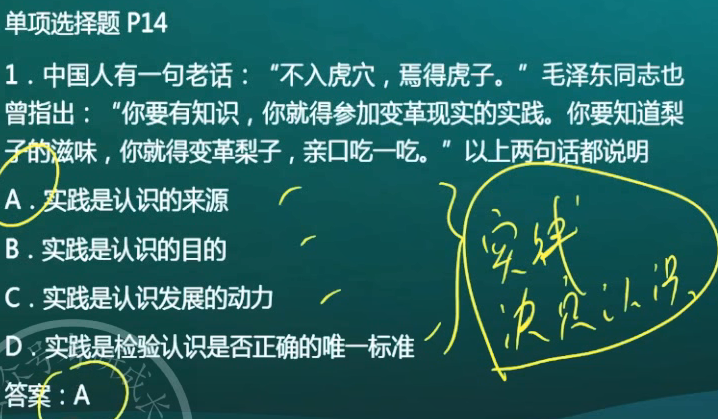 单项选择题 P14
1．中国人有一句老话：“不入虎穴，焉得虎子。”毛泽东同志也
曾指出：“你要有知识，你就得参加变革现实的实践。你要知道梨
子的滋味，你就得变革梨子，亲口吃一吃。”以上两句话都说明
A．实践是认识的来源
B．实践是认识的目的
C．实践是认识发展的动力
D．实践是检验认识是否正确的唯一标准
答案：A
实践
决定认识